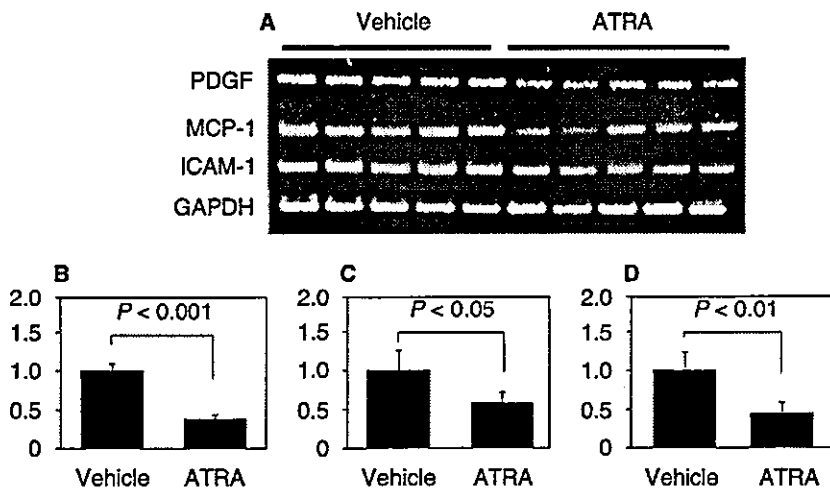 A Vehicle ATRA
PDGF
MCP-1
ICAM-1
GAPDH
B C D
2.0 2.0 2.0
P < 0.001 P < 0.05 P < 0.01
1.5 1.5 1.5
1.0 1.0 1.0
0.5 0.5 0.5
0 0 0
Vehicle ATRA Vehicle ATRA Vehicle ATRA